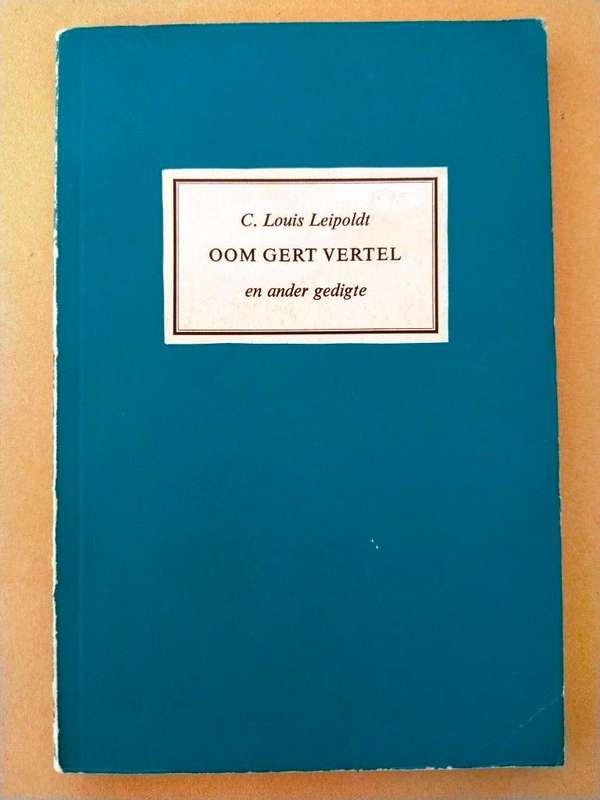 C. Louis Leipoldt
OOM GERT VERTEL
en ander gedigte